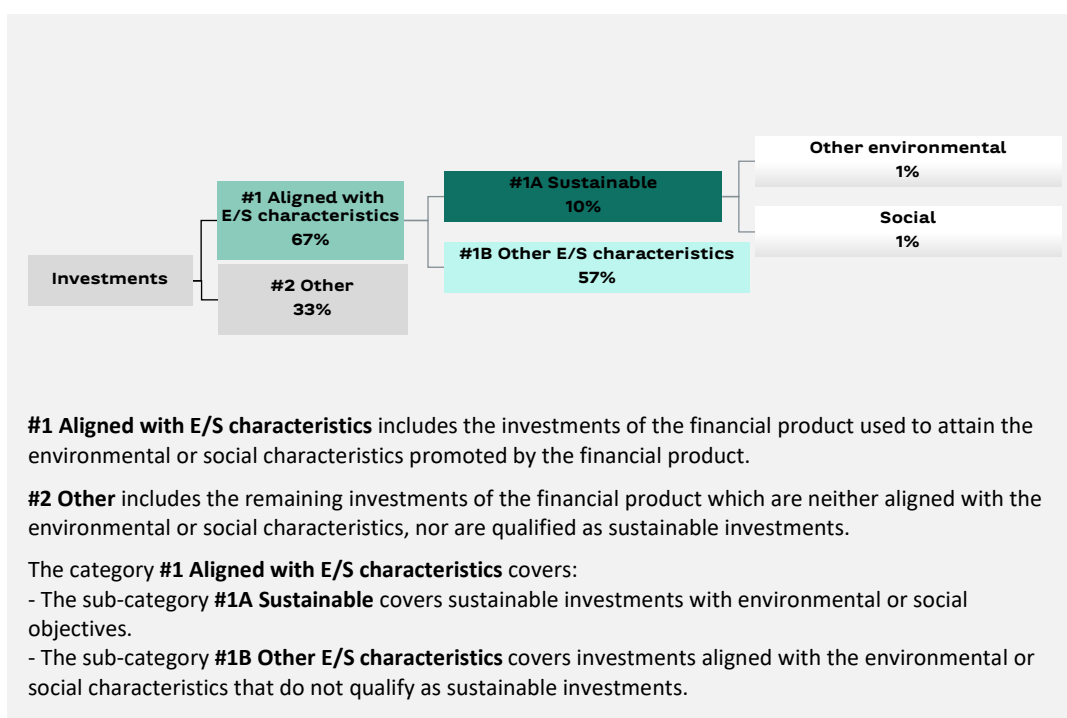 Other environmental
1%
#1A Sustainable
10%
#1 Aligned with
E/S characteristics
67%
Social
1%
#1B Other E/S characteristics
57%
Investments
#2 Other
33%
#1 Aligned with E/S characteristics includes the investments of the financial product used to attain the
environmental or social characteristics promoted by the financial product.
#2 Other includes the remaining investments of the financial product which are neither aligned with the
environmental or social characteristics, nor are qualified as sustainable investments.
The category #1 Aligned with E/S characteristics covers:
- The sub-category #1A Sustainable covers sustainable investments with environmental or social
objectives.
- The sub-category #1B Other E/S characteristics covers investments aligned with the environmental or
social characteristics that do not qualify as sustainable investments.